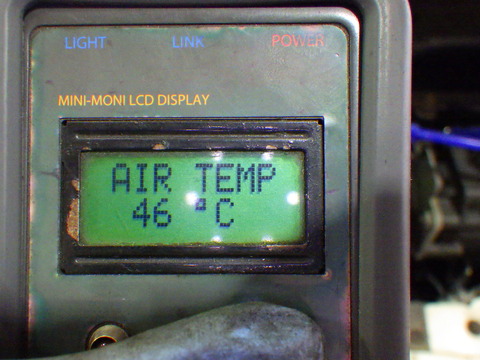 LIGHT LINK POWER
MINI-MONI LCD DISPLAY
AIR TEMP
46 °C